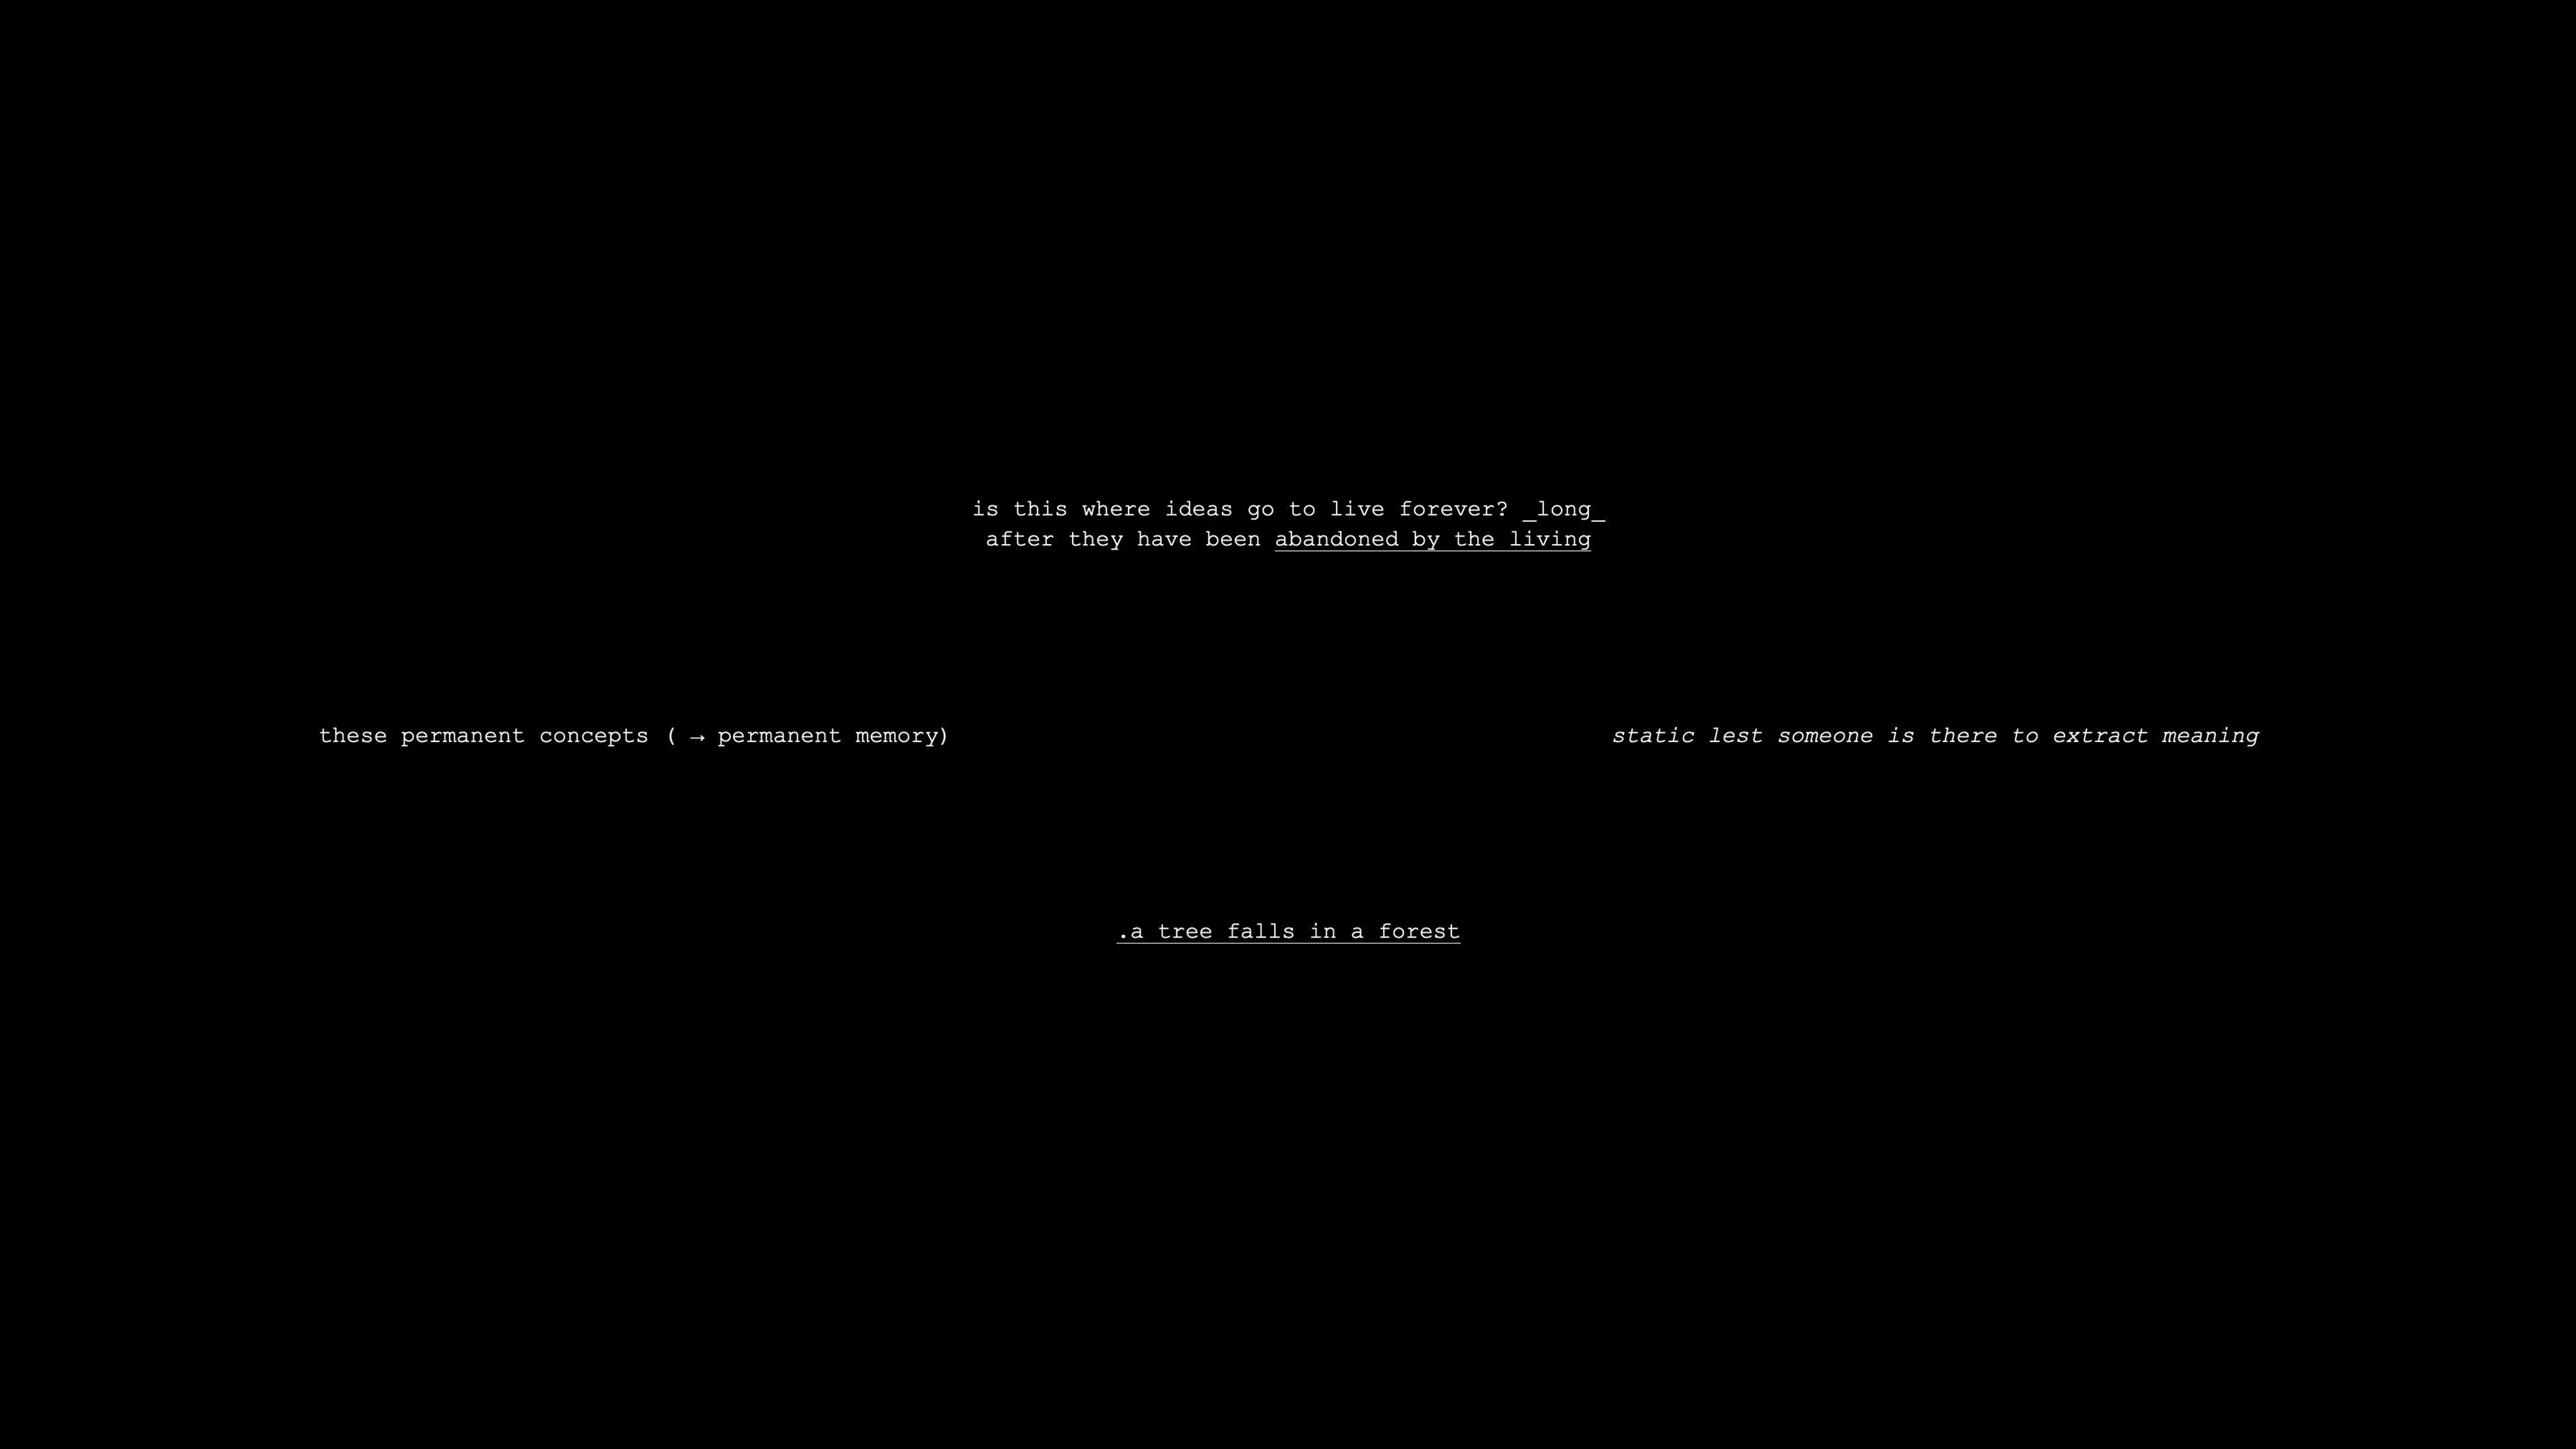 is this where ideas go to live forever? _long_
after they have been abandoned by the living
these permanent concepts ( → permanent memory)
static lest someone is there to extract meaning
.a tree falls in a forest